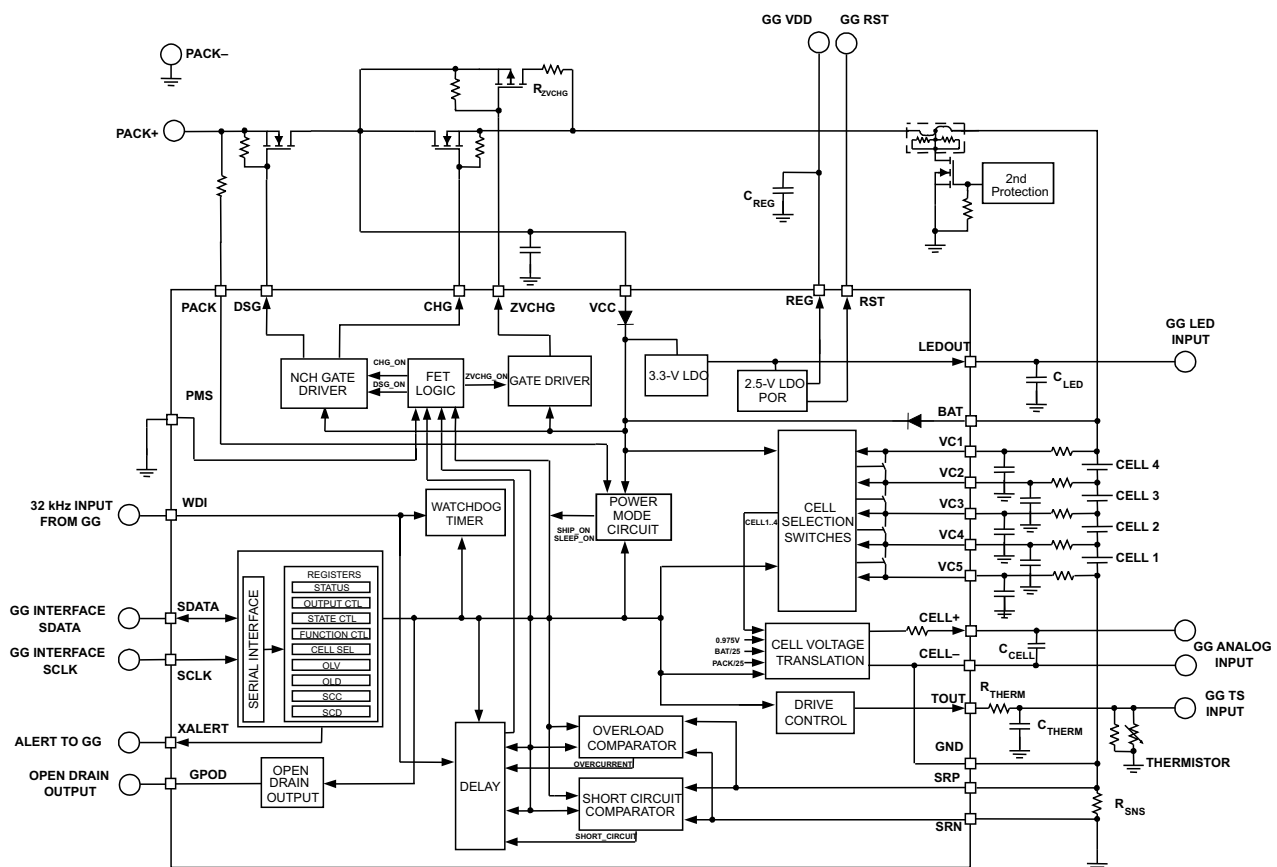 GG VDD
GG RST
PACK–
R ZVCHG
PACK+
2nd
Protection
C REG
PACK
DSG
CHG
ZVCHG
VCC
REG
RST
GG LED
INPUT
LEDOUT
NCH GATE
DRIVER
CHG_ON
DSG_ON
FET
LOGIC
ZVCHG_ON
GATE DRIVER
3.3-V LDO
2.5-V LDO
POR
C LED
PMS
BAT
VC1
CELL 4
VC2
CELL 3
VC3
CELL 2
VC4
CELL 1
VC5
32 kHz INPUT
FROM GG
WDI
WATCHDOG
TIMER
SHIP_ON
SLEEP_ON
POWER
MODE
CIRCUIT
CELL1..4
CELL
SELECTION
SWITCHES
GG INTERFACE
SDATA
SDATA
GG INTERFACE
SCLK
SCLK
SERIAL INTERFACE
REGISTERS
STATUS
OUTPUT CTL
STATE CTL
FUNCTION CTL
CELL SEL
OLV
OLD
SCC
SCD
0.975V
BAT/25
PACK/25
CELL VOLTAGE
TRANSLATION
CELL+
CELL–
C CELL
GG ANALOG
INPUT
DRIVE
CONTROL
TOUT
R THERM
C THERM
GG TS
INPUT
THERMISTOR
XALERT
ALERT TO GG
OPEN DRAIN
OUTPUT
GPOD
OPEN
DRAIN
OUTPUT
DELAY
OVERLOAD
COMPARATOR
OVERCURRENT
SHORT CIRCUIT
COMPARATOR
SHORT_CIRCUIT
GND
SRP
SRN
R SNS